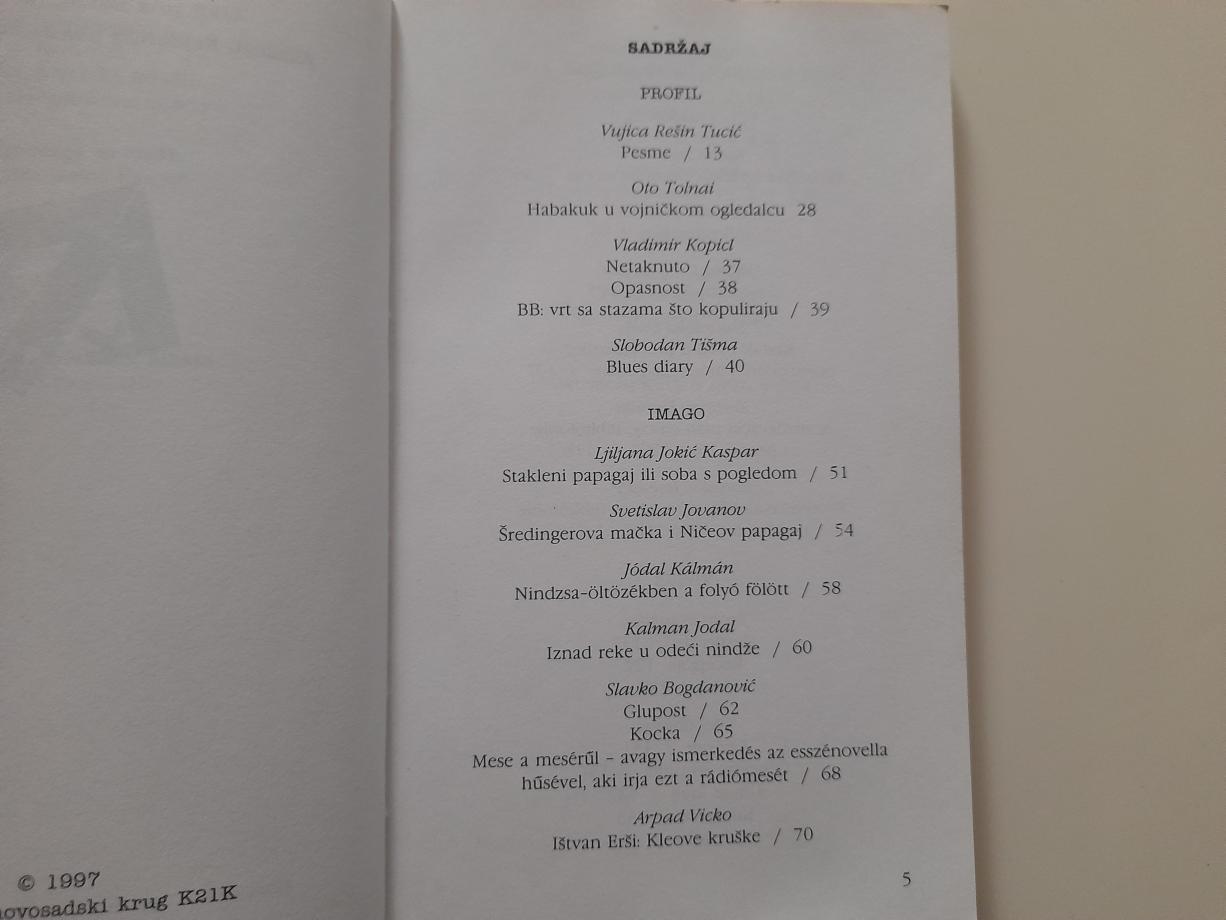 © 1997
novosadski krug K21K
SADRŽAJ
PROFIL
Vujica Rešin Tucić
Pesme / 13
Oto Tolnai
Habakuk u vojničkom ogledalcu 28
Vladimir Kopicl
Netaknuto / 37
Opasnost / 38
BB: vrt sa stazama što kopuliraju / 39
Slobodan Tišma
Blues diary / 40
IMAGO
Ljiljana Jokić Kaspar
Stakleni papagaj ili soba s pogledom / 51
Svetislav Jovanov
Šredingerova mačka i Ničeov papagaj / 54
Jódal Kálmán
Nindzsa-öltözékben a folyó fölött / 58
Kalman Jodal
Iznad reke u odeći nindže / 60
Slavko Bogdanović
Glupost / 62
Kocka / 65
Mese a mesérűl – avagy ismerkedés az esszénovella
hűsével, aki irja ezt a rádiómesét / 68
Arpad Vicko
Ištvan Erši: Kleove kruške / 70
5